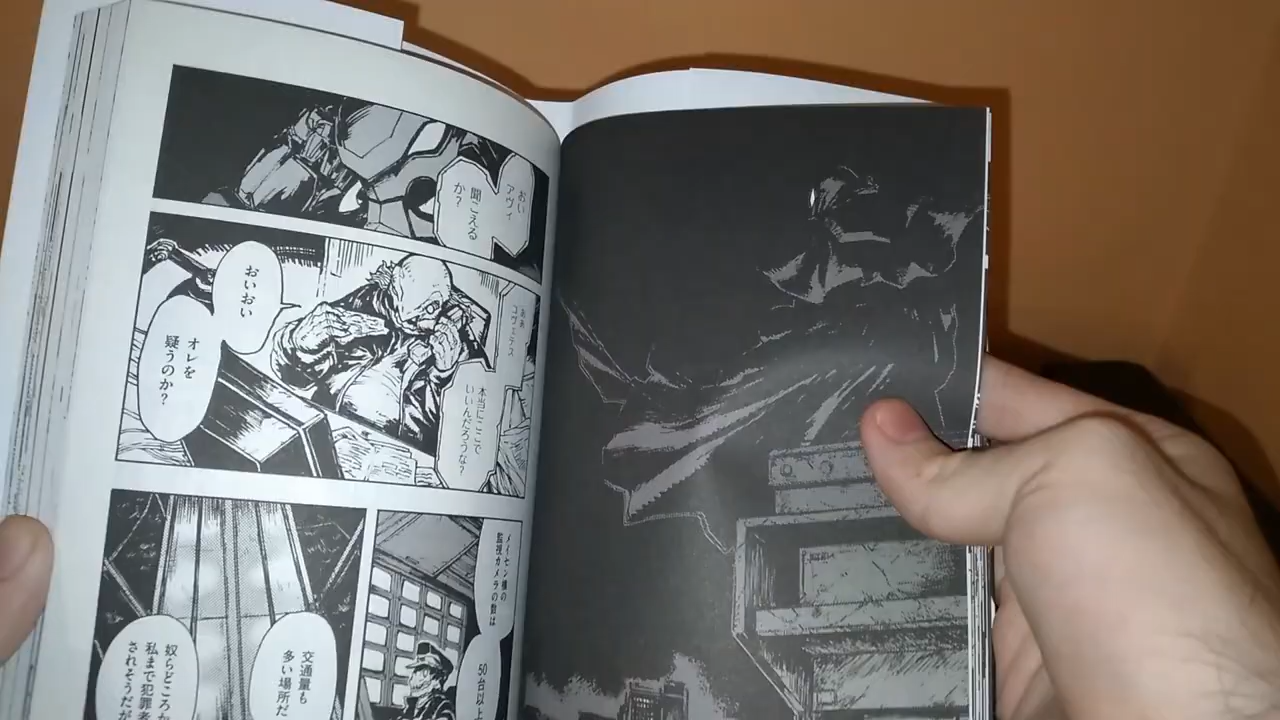 おい
アヴィ
聞こえる
か?
ああ
コヴェテス
本当にここで
いいんだろうな?
おいおい
オレを
疑うのか?
メイセン橋の
監視カメラの数は
50台以上
交通量も
多い場所だ
奴らどころか
私まで犯罪者
されそうだが